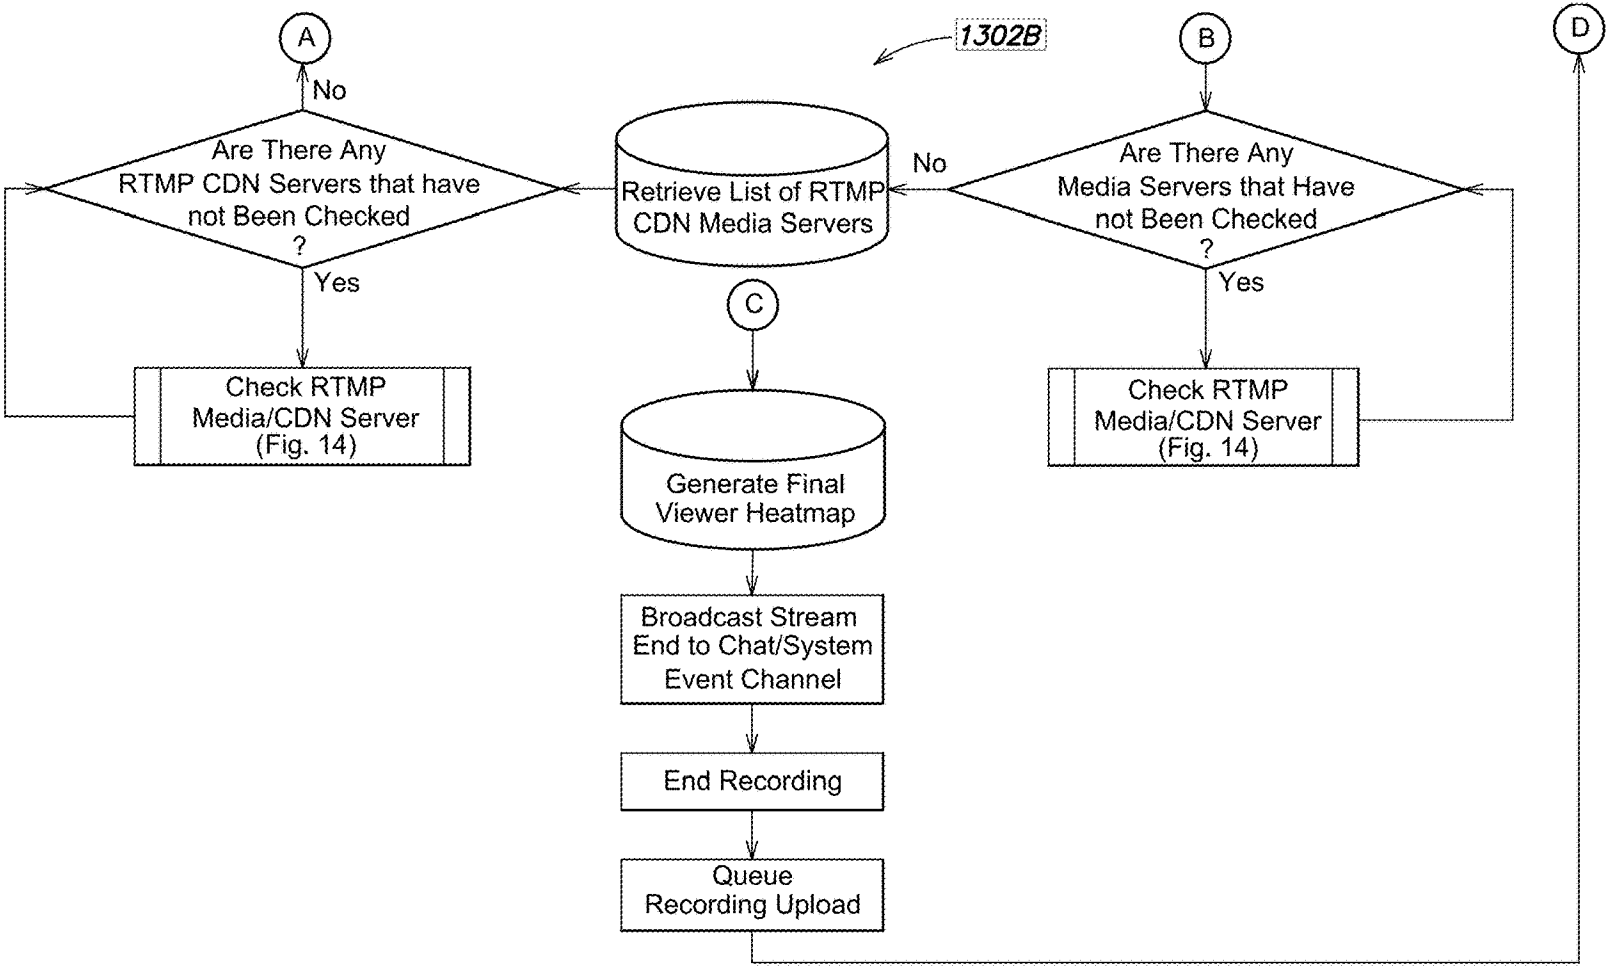 A
1302B
B
D
No
Are There Any
RTMP CDN Servers that have
not Been Checked
?
Yes
Retrieve List of RTMP
CDN Media Servers
No
Are There Any
Media Servers that Have
not Been Checked
?
Yes
C
Check RTMP
Media/CDN Server
(Fig. 14)
Check RTMP
Media/CDN Server
(Fig. 14)
Generate Final
Viewer Heatmap
Broadcast Stream
End to Chat/System
Event Channel
End Recording
Queue
Recording Upload